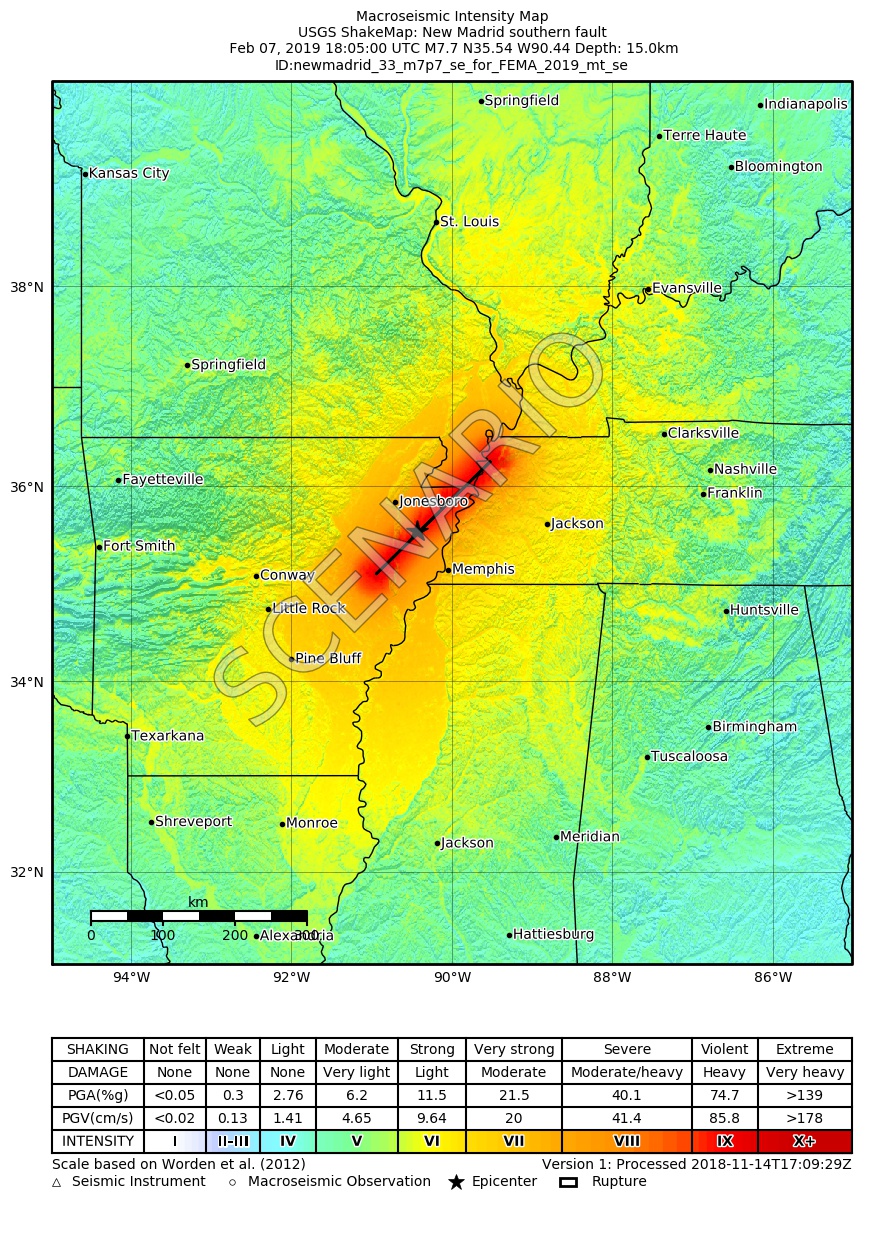 Macroseismic Intensity Map
USGS ShakeMap: New Madrid southern fault
Feb 07, 2019 18:05:00 UTC M7.7 N35.54 W90.44 Depth: 15.0km
ID:newmadrid_33_m7p7_se_for_FEMA_2019_mt_se
Springfield
Indianapolis
Terre Haute
Bloomington
Kansas City
St. Louis
38°N
Evansville
Springfield
Clarksville
Nashville
Fayetteville
36°N
Franklin
Jonesboro
Jackson
Fort Smith
Memphis
Conway
Little Rock
Huntsville
SCENARIO
Pine Bluff
34°N
Birmingham
Texarkana
Tuscaloosa
Shreveport
Monroe
Meridian
Jackson
32°N
km
0 100 200 300
Alexandria
Hattiesburg
94°W 92°W 90°W 88°W 86°W
SHAKING Not felt Weak Light Moderate Strong Very strong Severe Violent Extreme
DAMAGE None None None Very light Light Moderate Moderate/heavy Heavy Very heavy
PGA(%g) <0.05 0.3 2.76 6.2 11.5 21.5 40.1 74.7 >139
PGV(cm/s) <0.02 0.13 1.41 4.65 9.64 20 41.4 85.8 >178
INTENSITY I II-III IV V VI VII VIII IX X+
Scale based on Worden et al. (2012) Version 1: Processed 2018-11-14T17:09:29Z
Seismic Instrument Macroseismic Observation Epicenter Rupture